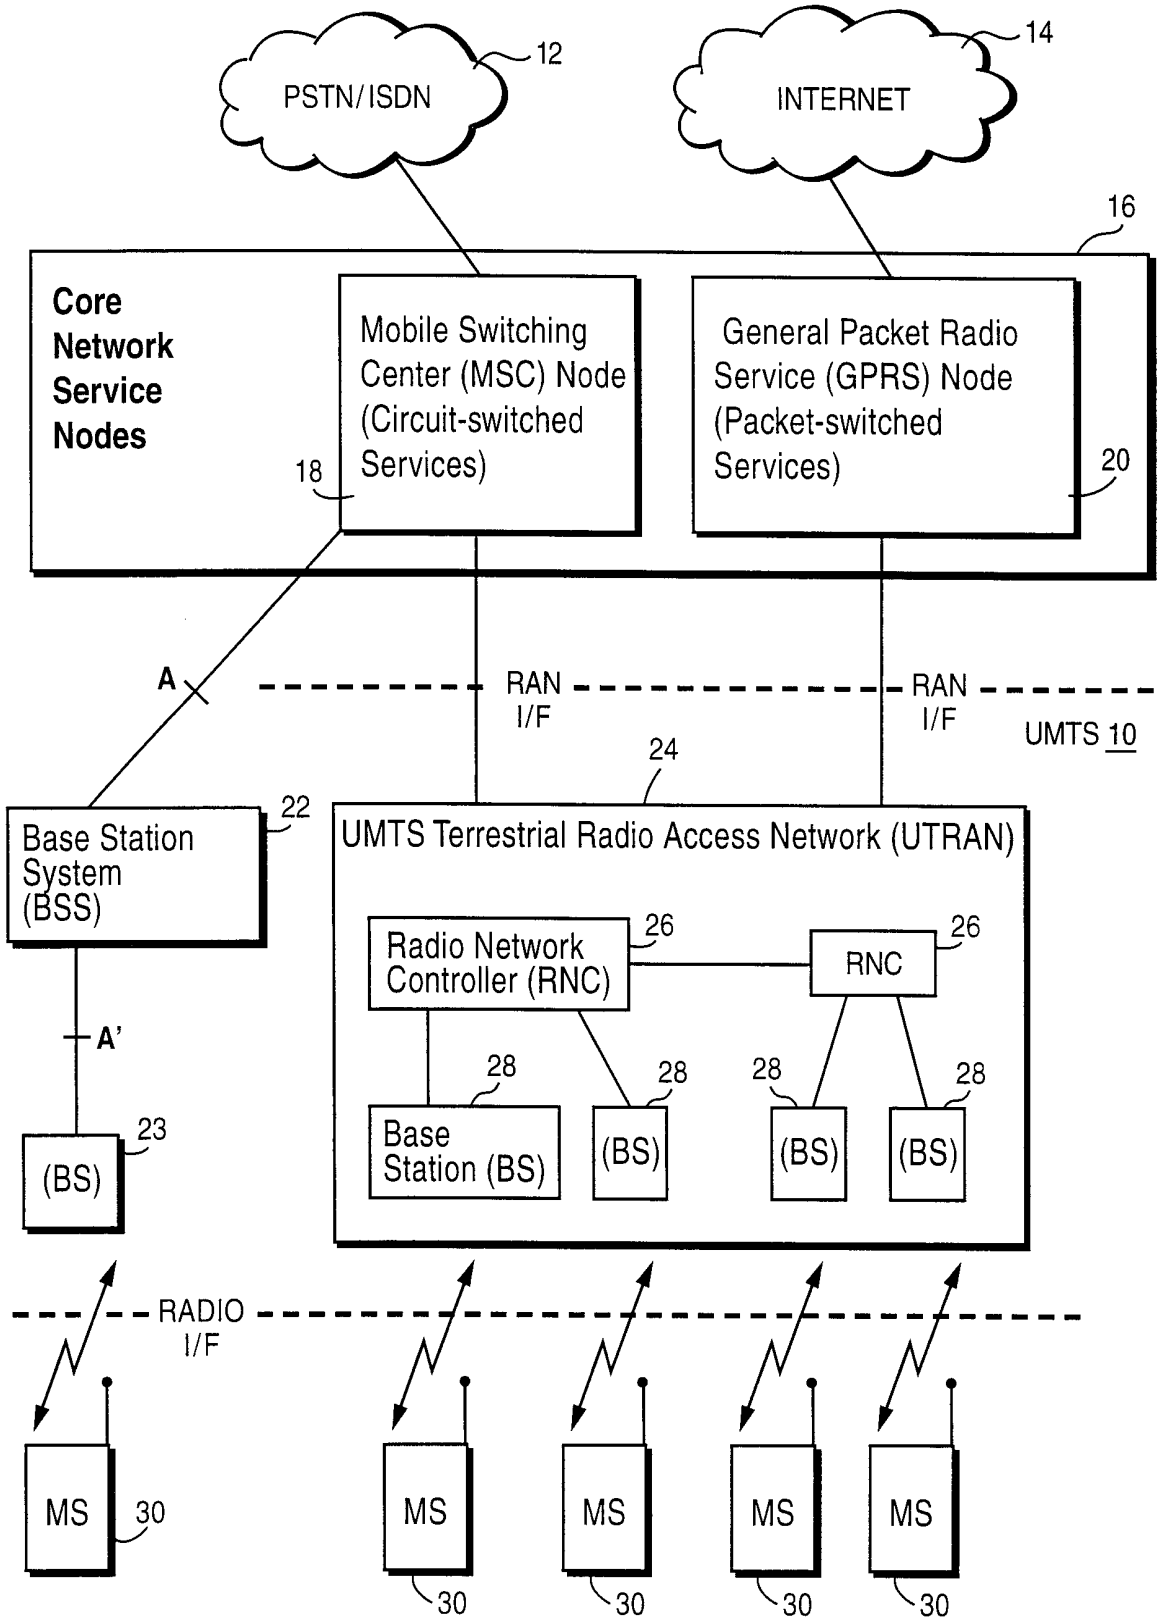 12
14
PSTN/ISDN
INTERNET
16
Core
Network
Service
Nodes
Mobile Switching
Center (MSC) Node
(Circuit-switched
Services)
18
General Packet Radio
Service (GPRS) Node
(Packet-switched
Services)
20
A
RAN
I/F
RAN
I/F
UMTS 10
24
22
Base Station
System
(BSS)
UMTS Terrestrial Radio Access Network (UTRAN)
26
Radio Network
Controller (RNC)
26
RNC
A'
28
28
28
28
Base
Station (BS)
(BS)
(BS)
(BS)
23
(BS)
RADIO
I/F
MS
30
MS
MS
MS
MS
30
30
30
30